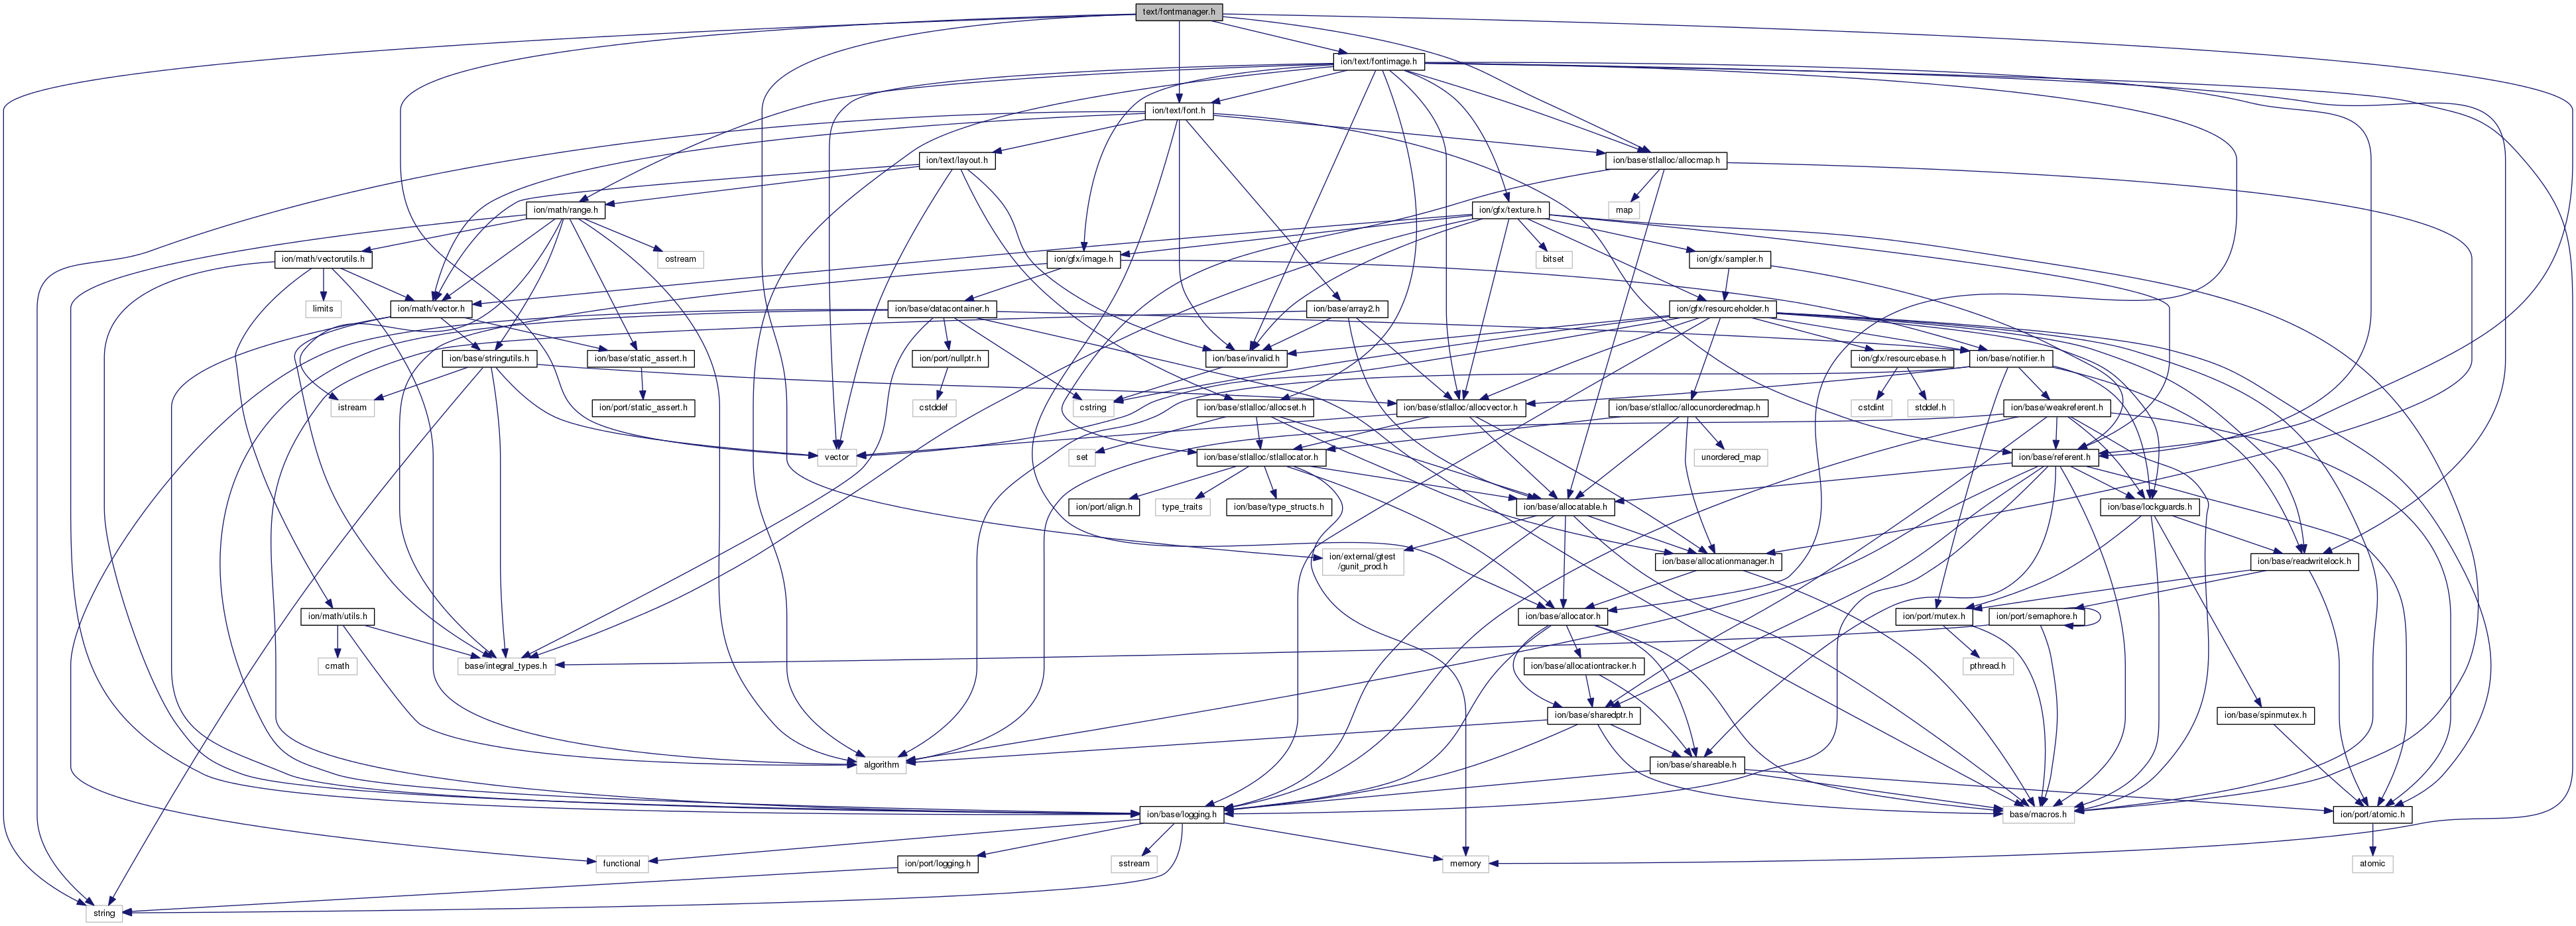 text/fontmanager.h
ion/text/fontimage.h
ion/text/font.h
ion/text/layout.h
ion/base/stlalloc/allocmap.h
ion/math/range.h
map
ion/gfx/texture.h
ion/math/vectorutils.h
ostream
ion/gfx/image.h
bitset
ion/gfx/sampler.h
limits
ion/math/vector.h
ion/base/datacontainer.h
ion/base/array2.h
ion/gfx/resourceholder.h
ion/base/stringutils.h
ion/base/static_assert.h
ion/port/nullptr.h
ion/base/invalid.h
ion/gfx/resourcebase.h
ion/base/notifier.h
istream
ion/port/static_assert.h
cstddef
cstring
ion/base/stlalloc/allocset.h
ion/base/stlalloc/allocvector.h
ion/base/stlalloc/allocunorderedmap.h
cstdint
stddef.h
ion/base/weakreferent.h
vector
set
ion/base/stlalloc/stlallocator.h
unordered_map
ion/base/referent.h
ion/port/align.h
type_traits
ion/base/type_structs.h
ion/base/allocatable.h
ion/base/lockguards.h
ion/external/gtest
/gunit_prod.h
ion/base/allocationmanager.h
ion/base/readwritelock.h
ion/math/utils.h
ion/base/allocator.h
ion/port/mutex.h
ion/port/semaphore.h
cmath
base/integral_types.h
ion/base/allocationtracker.h
pthread.h
ion/base/sharedptr.h
ion/base/spinmutex.h
algorithm
ion/base/shareable.h
ion/base/logging.h
base/macros.h
ion/port/atomic.h
functional
ion/port/logging.h
sstream
memory
atomic
string